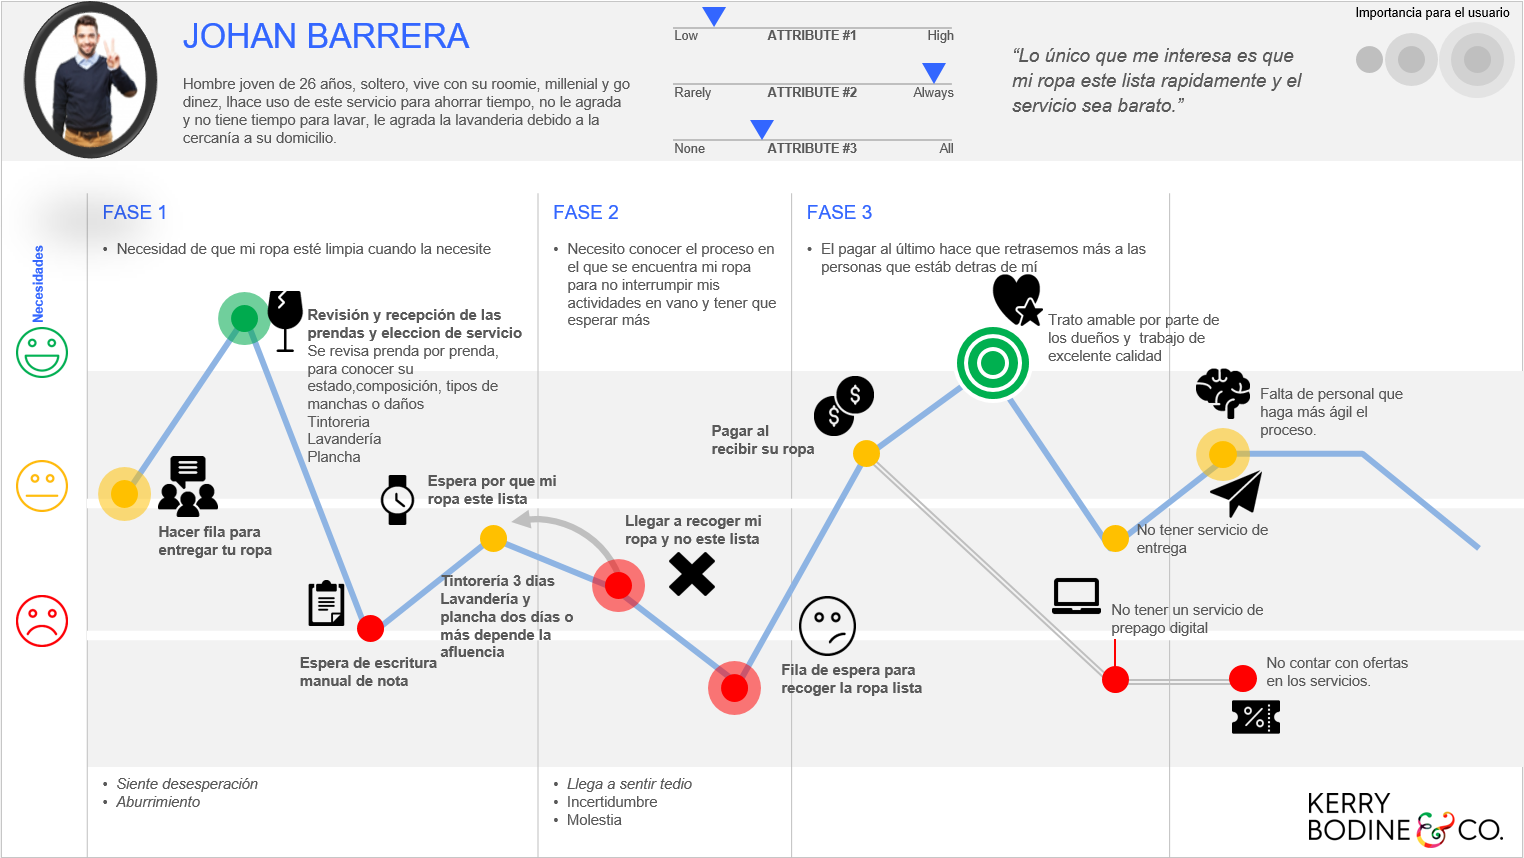 JOHAN BARRERA
Hombre joven de 26 años, soltero, vive con su roomie, millenial y go
dinez, lhace uso de este servicio para ahorrar tiempo, no le agrada
y no tiene tiempo para lavar, le agrada la lavanderia debido a la
cercanía a su domicilio.
Low ATTRIBUTE #1 High
Rarely ATTRIBUTE #2 Always
None ATTRIBUTE #3 All
“Lo único que me interesa es que
mi ropa este lista rapidamente y el
servicio sea barato.”
Importancia para el usuario
Necesidades
FASE 1
• Necesidad de que mi ropa esté limpia cuando la necesite
FASE 2
• Necesito conocer el proceso en
el que se encuentra mi ropa
para no interrumpir mis
actividades en vano y tener que
esperar más
FASE 3
• El pagar al último hace que retrasemos más a las
personas que estáb detras de mí
Revisión y recepción de las
prendas y eleccion de servicio
Se revisa prenda por prenda,
para conocer su
estado,composición, tipos de
manchas o daños
Tintoreria
Lavandería
Plancha
Hacer fila para
entregar tu ropa
Espera de escritura
manual de nota
Espera por que mi
ropa este lista
Tintorería 3 dias
Lavandería y
plancha dos días o
más depende la
afluencia
Llegar a recoger mi
ropa y no este lista
Pagar al
recibir su ropa
Fila de espera para
recoger la ropa lista
Trato amable por parte de
los dueños y  trabajo de
excelente calidad
Falta de personal que
haga más ágil el
proceso.
No tener servicio de
entrega
No tener un servicio de
prepago digital
No contar con ofertas
en los servicios.
• Siente desesperación
• Aburrimiento
• Llega a sentir tedio
• Incertidumbre
• Molestia
KERRY
BODINE & CO.